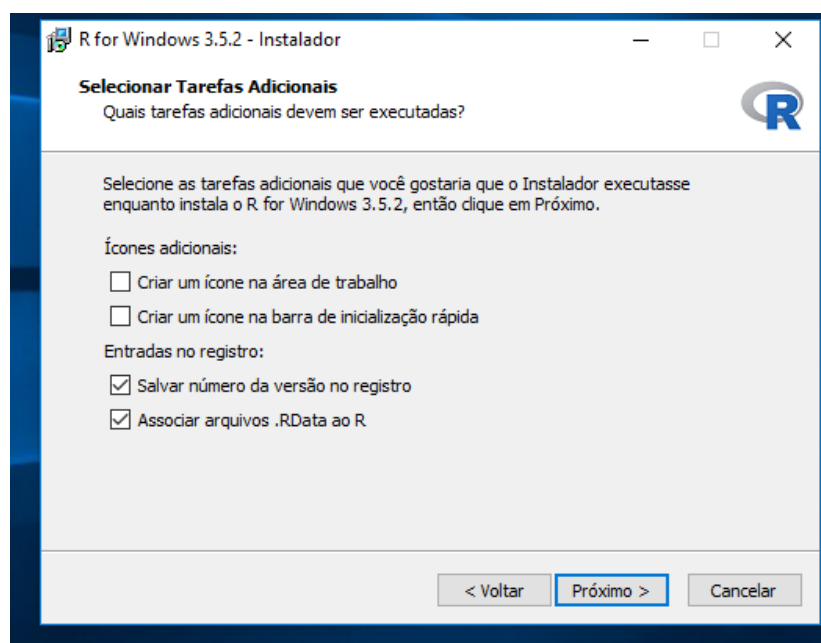 R for Windows 3.5.2 - Instalador
Selecionar Tarefas Adicionais
Quais tarefas adicionais devem ser executadas?
R
Selecione as tarefas adicionais que você gostaria que o Instalador executasse
enquanto instala o R for Windows 3.5.2, então clique em Próximo.
Ícones adicionais:
Criar um ícone na área de trabalho
Criar um ícone na barra de inicialização rápida
Entradas no registro:
Salvar número da versão no registro
Associar arquivos .RData ao R
< Voltar
Próximo >
Cancelar